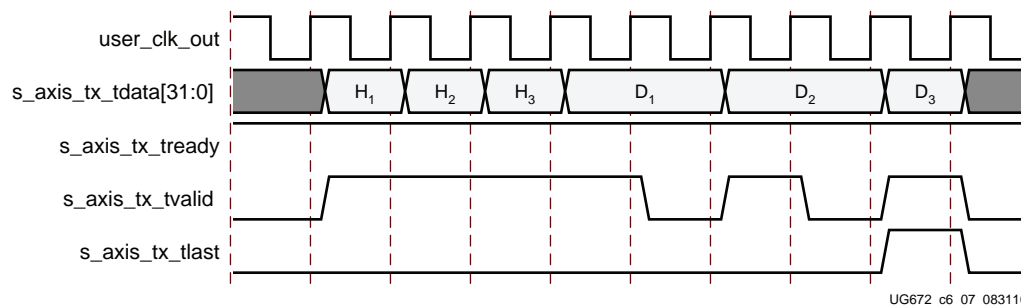 user_clk_out
s_axis_tx_tdata[31:0] H1 H2 H3 D1 D2 D3
s_axis_tx_tready
s_axis_tx_tvalid
s_axis_tx_tlast